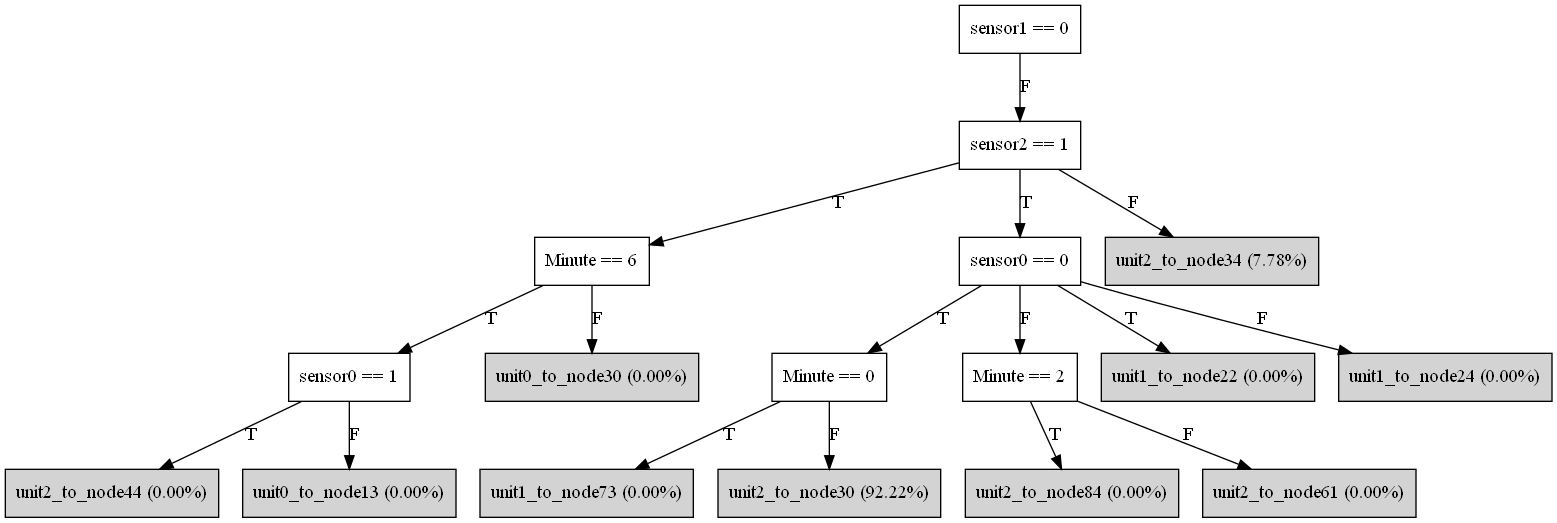 sensor1 == 0
F
sensor2 == 1
T
T
F
Minute == 6
sensor0 == 0
unit2_to_node34 (7.78%)
T
F
T
F
T
F
sensor0 == 1
unit0_to_node30 (0.00%)
Minute == 0
Minute == 2
unit1_to_node22 (0.00%)
unit1_to_node24 (0.00%)
T
F
T
F
T
F
unit2_to_node44 (0.00%)
unit0_to_node13 (0.00%)
unit1_to_node73 (0.00%)
unit2_to_node30 (92.22%)
unit2_to_node84 (0.00%)
unit2_to_node61 (0.00%)